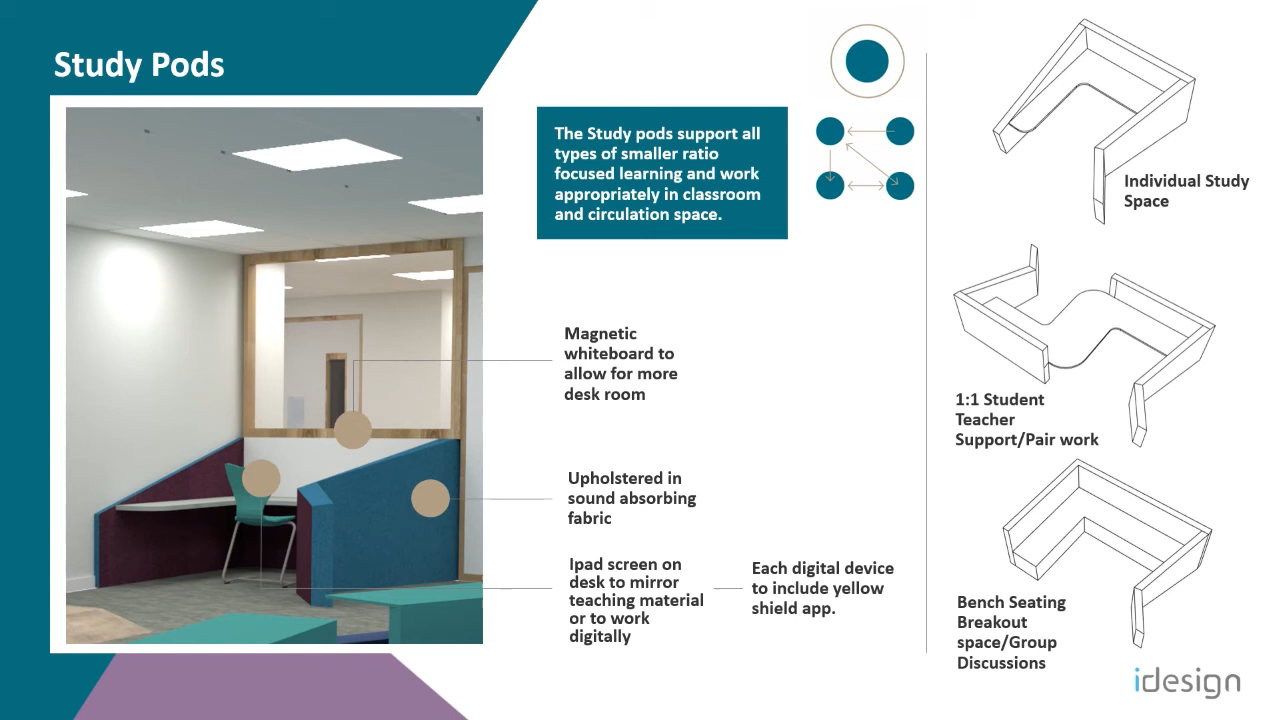 Study Pods
The Study pods support all
types of smaller ratio
focused learning and work
appropriately in classroom
and circulation space.
Magnetic
whiteboard to
allow for more
desk room
Upholstered in
sound absorbing
fabric
Ipad screen on
desk to mirror
teaching material
or to work
digitally
Each digital device
to include yellow
shield app.
Individual Study
Space
1:1 Student
Teacher
Support/Pair work
Bench Seating
Breakout
space/Group
Discussions
idesign